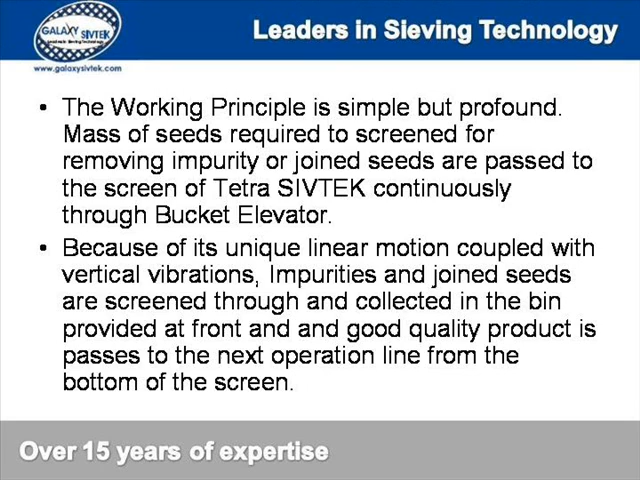 GALAXY SIVTEK
Leaders in Sieving Technology
www.galaxysivtek.com
Leaders in Sieving Technology
• The Working Principle is simple but profound.
Mass of seeds required to screened for
removing impurity or joined seeds are passed to
the screen of Tetra SIVTEK continuously
through Bucket Elevator.
• Because of its unique linear motion coupled with
vertical vibrations, Impurities and joined seeds
are screened through and collected in the bin
provided at front and and good quality product is
passes to the next operation line from the
bottom of the screen.
Over 15 years of expertise